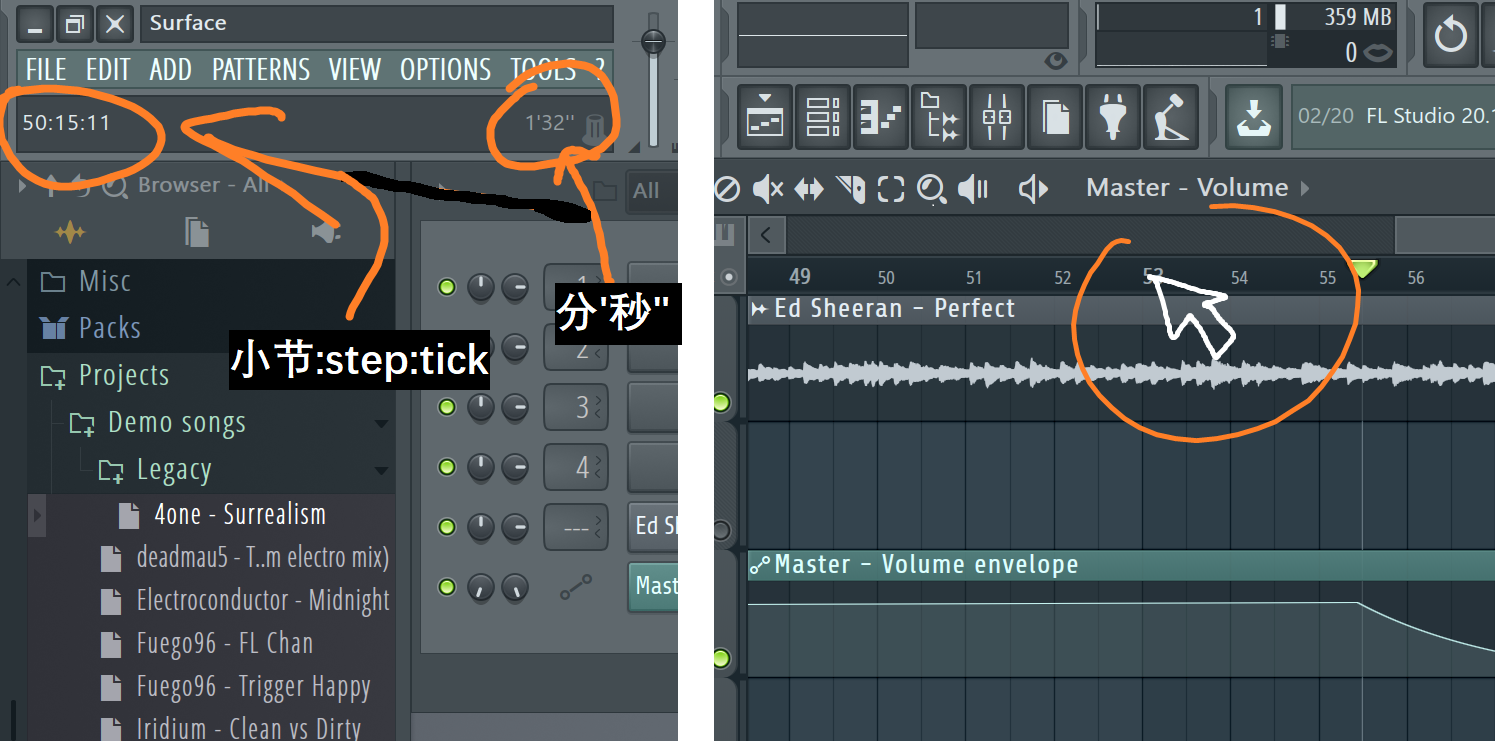 Surface
FILE EDIT ADD PATTERNS VIEW OPTIONS TOOLS ?
50:15:11
1'32''
Browser - All
All
Misc
Packs
Projects
Demo songs
Legacy
4one - Surrealism
deadmau5 - T..m electro mix)
Electroconductor - Midnight
Fuego96 - FL Chan
Fuego96 - Trigger Happy
Iridium - Clean vs Dirty
小节:step:tick
分'秒"
1
2
3
4
---
Ed Sh
Mast
1
359 MB
0
02/20 FL Studio 20.1
Master - Volume
49 50 51 52 53 54 55 56
Ed Sheeran - Perfect
Master - Volume envelope